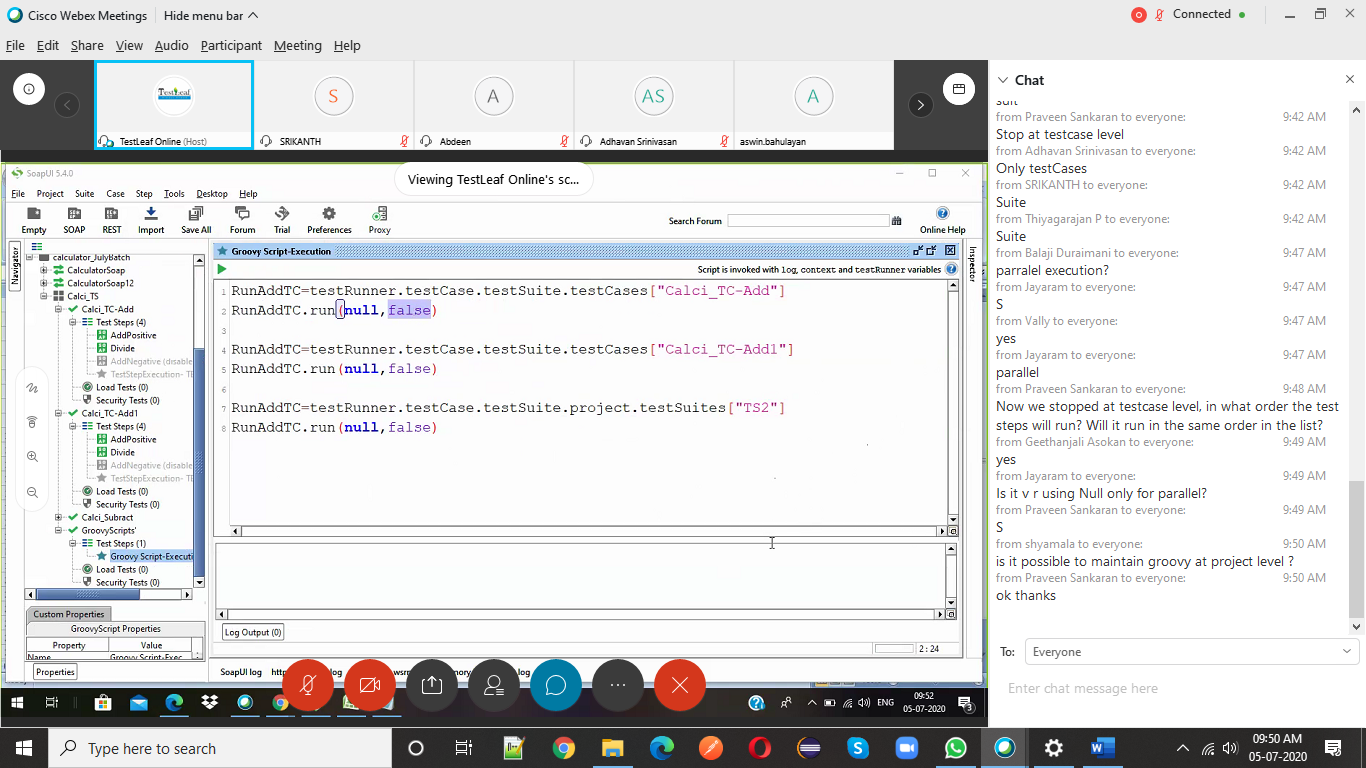 Cisco Webex Meetings
Hide menu bar
Connected
File Edit Share View Audio Participant Meeting Help
TestLeaf
S
A
AS
A
TestLeaf Online (Host)
SRIKANTH
Abdeen
Adhavan Srinivasan
aswin.bahulayan
SoapUI 5.4.0
Viewing TestLeaf Online's sc...
File Project Suite Case Step Tools Desktop Help
Empty SOAP REST Import Save All Forum Trial Preferences Proxy
Search Forum
Online Help
Navigator
calculator_JulyBatch
CalculatorSoap
CalculatorSoap12
Calci_TS
Calci_TC-Add
Test Steps (4)
AddPositive
Divide
AddNegative (disable
TestStepExecution- TE
Load Tests (0)
Security Tests (0)
Calci_TC-Add1
Test Steps (4)
AddPositive
Divide
AddNegative (disable
TestStepExecution- TE
Load Tests (0)
Security Tests (0)
Calci_Subract
GroovyScripts'
Test Steps (1)
Groovy Script-Executi
Load Tests (0)
Security Tests (0)
Custom Properties
GroovyScript Properties
Property Value
Name Groovy Script-Exec
Properties
Groovy Script-Execution
Script is invoked with log, context and testRunner variables
Inspector
1 RunAddTC=testRunner.testCase.testSuite.testCases["Calci_TC-Add"]
2 RunAddTC.run(null,false)
3
4 RunAddTC=testRunner.testCase.testSuite.testCases["Calci_TC-Add1"]
5 RunAddTC.run(null,false)
6
7 RunAddTC=testRunner.testCase.testSuite.project.testSuites["TS2"]
8 RunAddTC.run(null,false)
Log Output (0)
2 : 24
SoapUI log
ENG
09:52
05-07-2020
3
Chat
from Praveen Sankaran to everyone: 9:42 AM
Stop at testcase level
from Adhavan Srinivasan to everyone: 9:42 AM
Only testCases
from SRIKANTH to everyone: 9:42 AM
Suite
from Thiyagarajan P to everyone: 9:42 AM
Suite
from Balaji Duraimani to everyone: 9:47 AM
parralel execution?
from Jayaram to everyone: 9:47 AM
S
from Vally to everyone: 9:47 AM
yes
from Jayaram to everyone: 9:47 AM
parallel
from Praveen Sankaran to everyone: 9:48 AM
Now we stopped at testcase level, in what order the test
steps will run? Will it run in the same order in the list?
from Geethanjali Asokan to everyone: 9:49 AM
yes
from Jayaram to everyone: 9:49 AM
Is it v r using Null only for parallel?
from Praveen Sankaran to everyone: 9:49 AM
S
from shyamala to everyone: 9:50 AM
is it possible to maintain groovy at project level ?
from Praveen Sankaran to everyone: 9:50 AM
ok thanks
To: Everyone
Enter chat message here
Type here to search
09:50 AM
05-07-2020